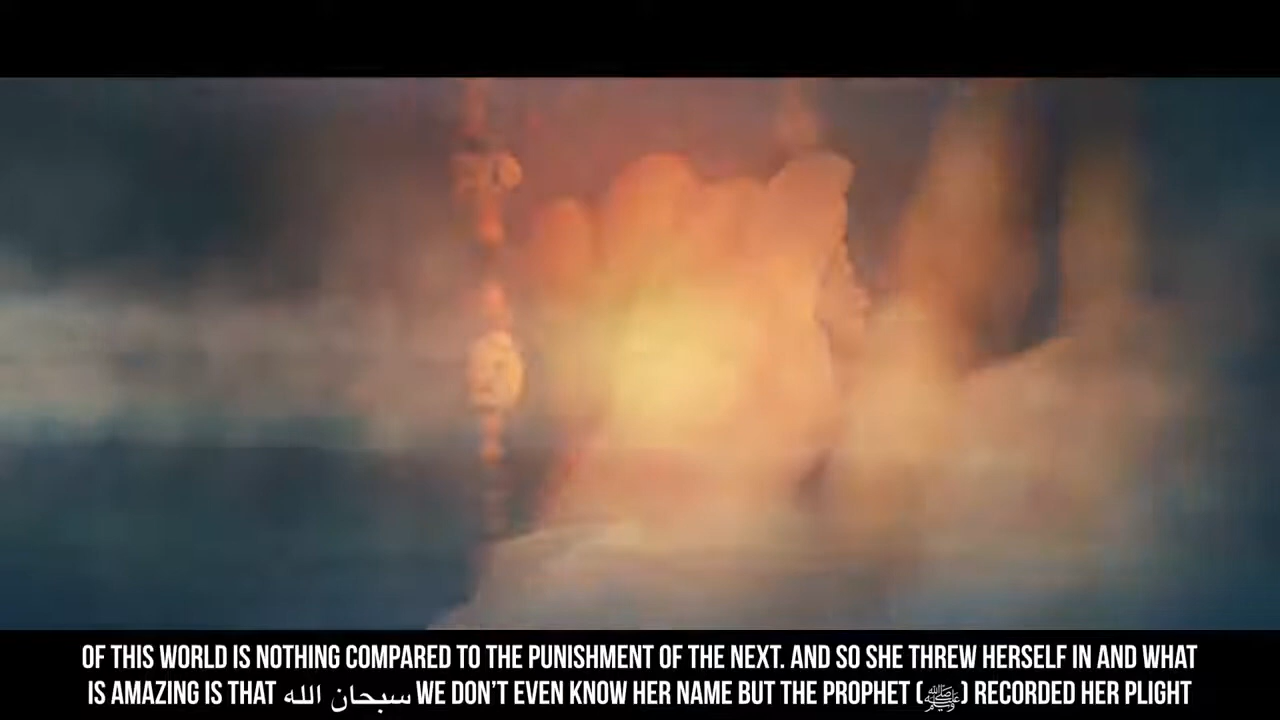 OF THIS WORLD IS NOTHING COMPARED TO THE PUNISHMENT OF THE NEXT. AND SO SHE THREW HERSELF IN AND WHAT
IS AMAZING IS THAT سبحان الله WE DON'T EVEN KNOW HER NAME BUT THE PROPHET (ﷺ) RECORDED HER PLIGHT